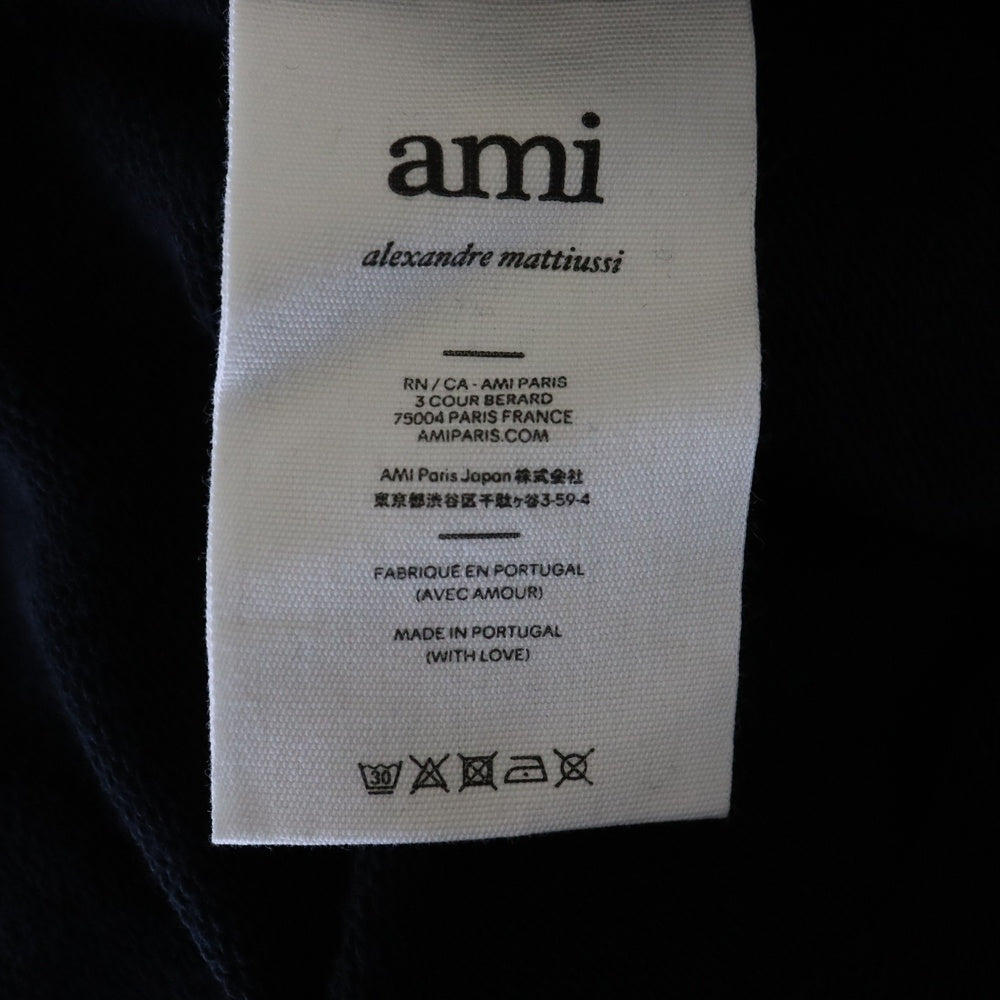 ami
alexandre mattiussi
RN / CA - AMI PARIS
3 COUR BERARD
75004 PARIS FRANCE
AMIPARIS.COM
AMI Paris Japan 株式会社
東京都渋谷区千駄ヶ谷3-59-4
FABRIQUÉ EN PORTUGAL
(AVEC AMOUR)
MADE IN PORTUGAL
(WITH LOVE)
30